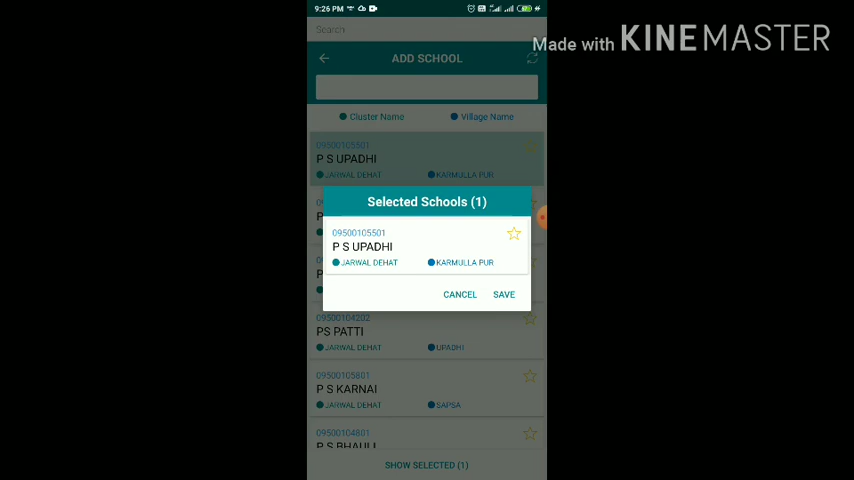 9:26 PM
Search
Made with KINEMASTER
ADD SCHOOL
Cluster Name Village Name
09500105501
P S UPADHI
JARWAL DEHAT KARMULLA PUR
Selected Schools (1)
09500105501
P S UPADHI
JARWAL DEHAT KARMULLA PUR
CANCEL SAVE
09500104202
PS PATTI
JARWAL DEHAT UPADHI
09500105801
P S KARNAI
JARWAL DEHAT SAPSA
09500104801
P S BHAULI
SHOW SELECTED (1)